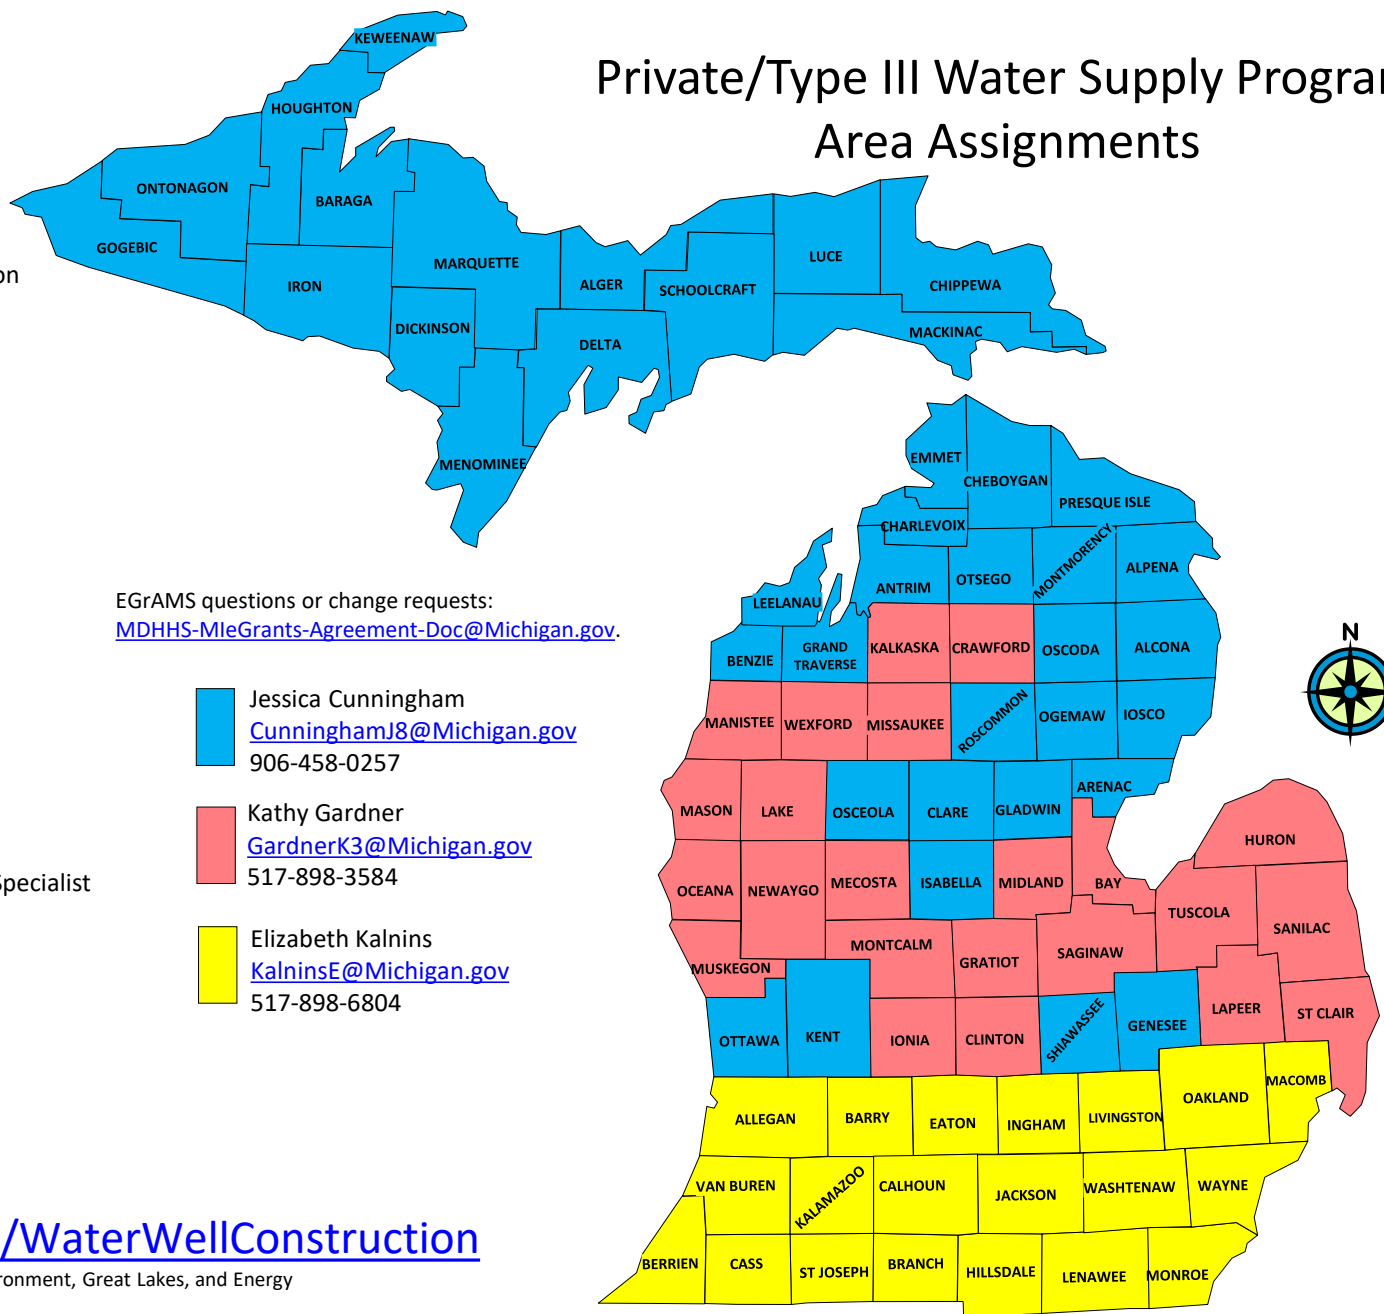 Private/Type III Water Supply Progra
Area Assignments
on
KEWEENAW
HOUGHTON
ONTONAGON
BARAGA
GOGEBIC
IRON
MARQUETTE
DICKINSON
MENOMINEE
ALGER
DELTA
SCHOOLCRAFT
LUCE
CHIPPEWA
MACKINAC
EMMET
CHEBOYGAN
PRESQUE ISLE
CHARLEVOIX
ANTRIM
OTSEGO
MONTMORENCY
ALPENA
LEELANAU
BENZIE
GRAND
TRAVERSE
KALKASKA
CRAWFORD
OSCODA
ALCONA
MANISTEE
WEXFORD
MISSAUKEE
ROSCOMMON
OGEMAW
IOSCO
MASON
LAKE
OSCEOLA
CLARE
GLADWIN
ARENAC
OCEANA
NEWAYGO
MECOSTA
ISABELLA
MIDLAND
BAY
HURON
TUSCOLA
SANILAC
MUSKEGON
MONTCALM
GRATIOT
SAGINAW
OTTAWA
KENT
IONIA
CLINTON
SHIAWASSEE
GENESEE
LAPEER
ST CLAIR
ALLEGAN
BARRY
EATON
INGHAM
LIVINGSTON
OAKLAND
MACOMB
VAN BUREN
KALAMAZOO
CALHOUN
JACKSON
WASHTENAW
WAYNE
BERRIEN
CASS
ST JOSEPH
BRANCH
HILLSDALE
LENAWEE
MONROE
N
EGrAMS questions or change requests:
MDHHS-MIeGrants-Agreement-Doc@Michigan.gov.
Jessica Cunningham
CunninghamJ8@Michigan.gov
906-458-0257
Kathy Gardner
GardnerK3@Michigan.gov
517-898-3584
Specialist
Elizabeth Kalnins
KalninsE@Michigan.gov
517-898-6804
/WaterWellConstruction
ronment, Great Lakes, and Energy